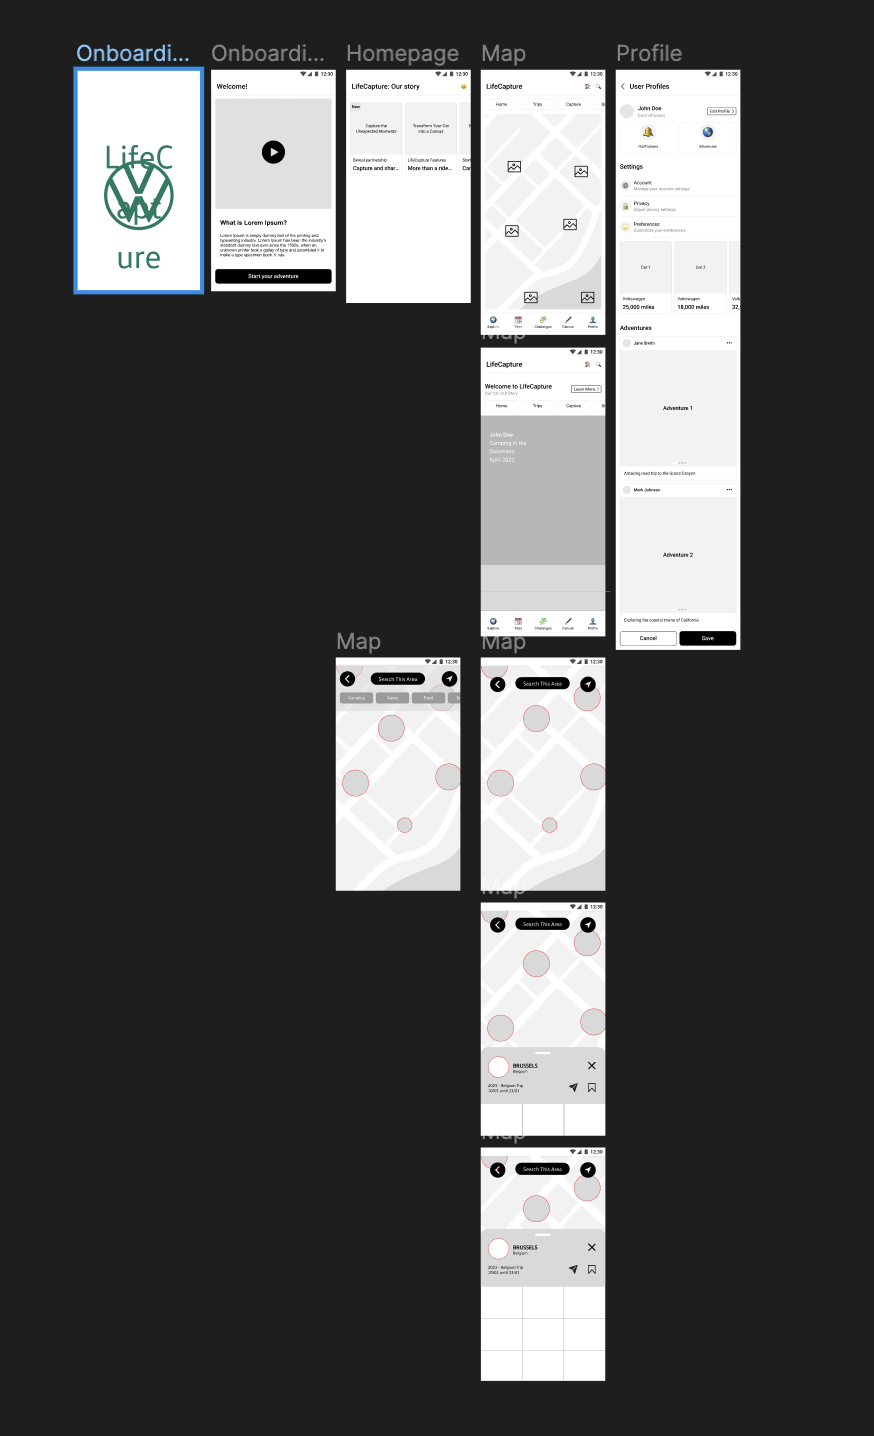 Onboardi...
LifeC
apt
ure
Onboardi...
12:30
Welcome!
What is Lorem Ipsum?
Lorem Ipsum is simply dummy text of the printing and
typesetting industry. Lorem Ipsum has been the industry's
standard dummy text ever since the 1500s, when an
unknown printer took a galley of type and scrambled it to
make a type specimen book. It has
Start your adventure
Homepage
12:30
LifeCapture: Our story
New
Capture the
Unexpected Moments
Transform Your Car
into a Canvas
Bereal partnership
LifeCapture Features
Capture and shar...
More than a ride...
Map
12:30
LifeCapture
Home
Trips
Capture
Explore
Trips
Challenges
Canvas
Profile
Map
12:30
LifeCapture
Welcome to LifeCapture
Our Car Our Story
Learn More
Home
Trips
Capture
John Doe
Camping in the
Dolomites
April 2022
Explore
Trips
Challenges
Canvas
Profile
Profile
12:30
User Profiles
John Doe
Car Enthusiast
Edit Profile
Notifications
Adventures
Settings
Account
Manage your account settings
Privacy
Adjust privacy settings
Preferences
Customize your preferences
Car 1
Car 2
Volkswagen
25,000 miles
Volkswagen
18,000 miles
32,
Adventures
Jane Smith
Adventure 1
Amazing road trip to the Grand Canyon
Mark Johnson
Adventure 2
Exploring the coastal towns of California
Cancel
Save
Map
12:30
Search This Area
Camping
Views
Food
Map
12:30
Search This Area
Map
12:30
Search This Area
BRUSSELS
Belgium
2023 - Belgium Trip
10/01 until 23/01
Map
12:30
Search This Area
BRUSSELS
Belgium
2023 - Belgium Trip
10/01 until 23/01